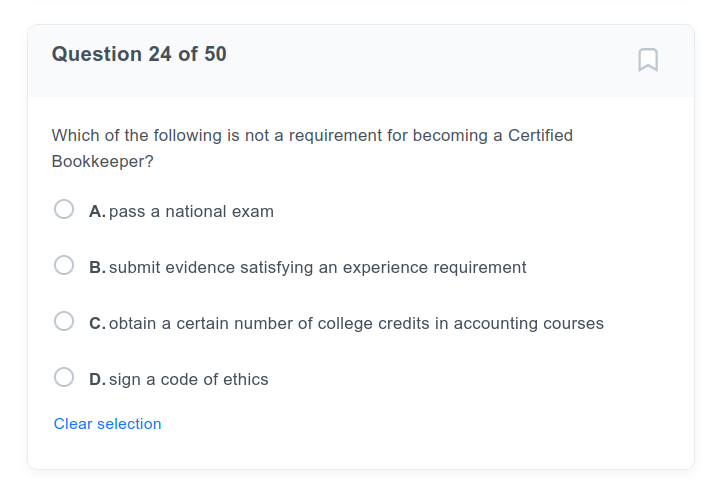 Question 24 of 50
Which of the following is not a requirement for becoming a Certified
Bookkeeper?
A. pass a national exam
B. submit evidence satisfying an experience requirement
C. obtain a certain number of college credits in accounting courses
D. sign a code of ethics
Clear selection